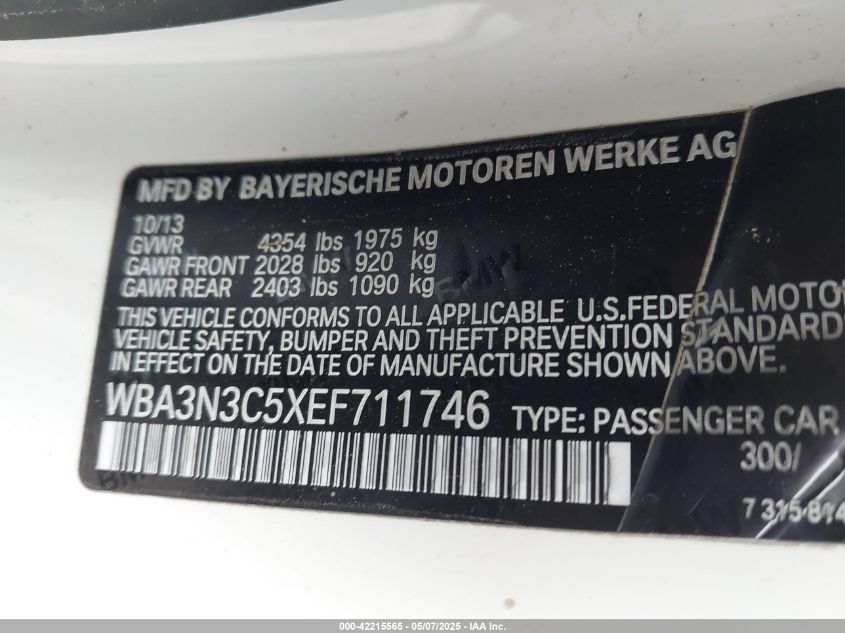 MFD BY BAYERISCHE MOTOREN WERKE AG
10/13
GVWR 4354 lbs 1975 kg
GAWR FRONT 2028 lbs 920 kg
GAWR REAR 2403 lbs 1090 kg
THIS VEHICLE CONFORMS TO ALL APPLICABLE U.S.FEDERAL MOTO
VEHICLE SAFETY, BUMPER AND THEFT PREVENTION STANDARD
IN EFFECT ON THE DATE OF MANUFACTURE SHOWN ABOVE.
WBA3N3C5XEF711746 TYPE: PASSENGER CAR
300/
7 315 814
000-42215565 - 05/07/2025 - IAA Inc.